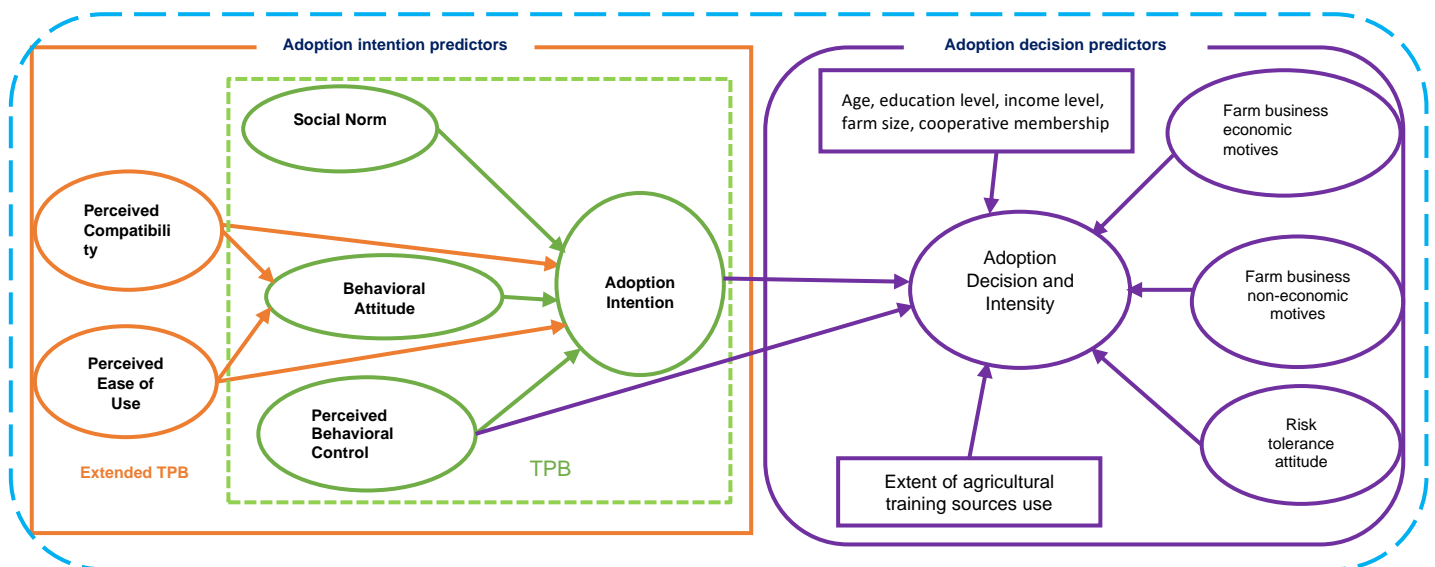 Adoption intention predictors
Social Norm
Perceived
Compatibili
ty
Behavioral
Attitude
Adoption
Intention
Perceived
Ease of
Use
Perceived
Behavioral
Control
Extended TPB
TPB
Adoption decision predictors
Age, education level, income level,
farm size, cooperative membership
Farm business
economic
motives
Adoption
Decision and
Intensity
Farm business
non-economic
motives
Risk
tolerance
attitude
Extent of agricultural
training sources use